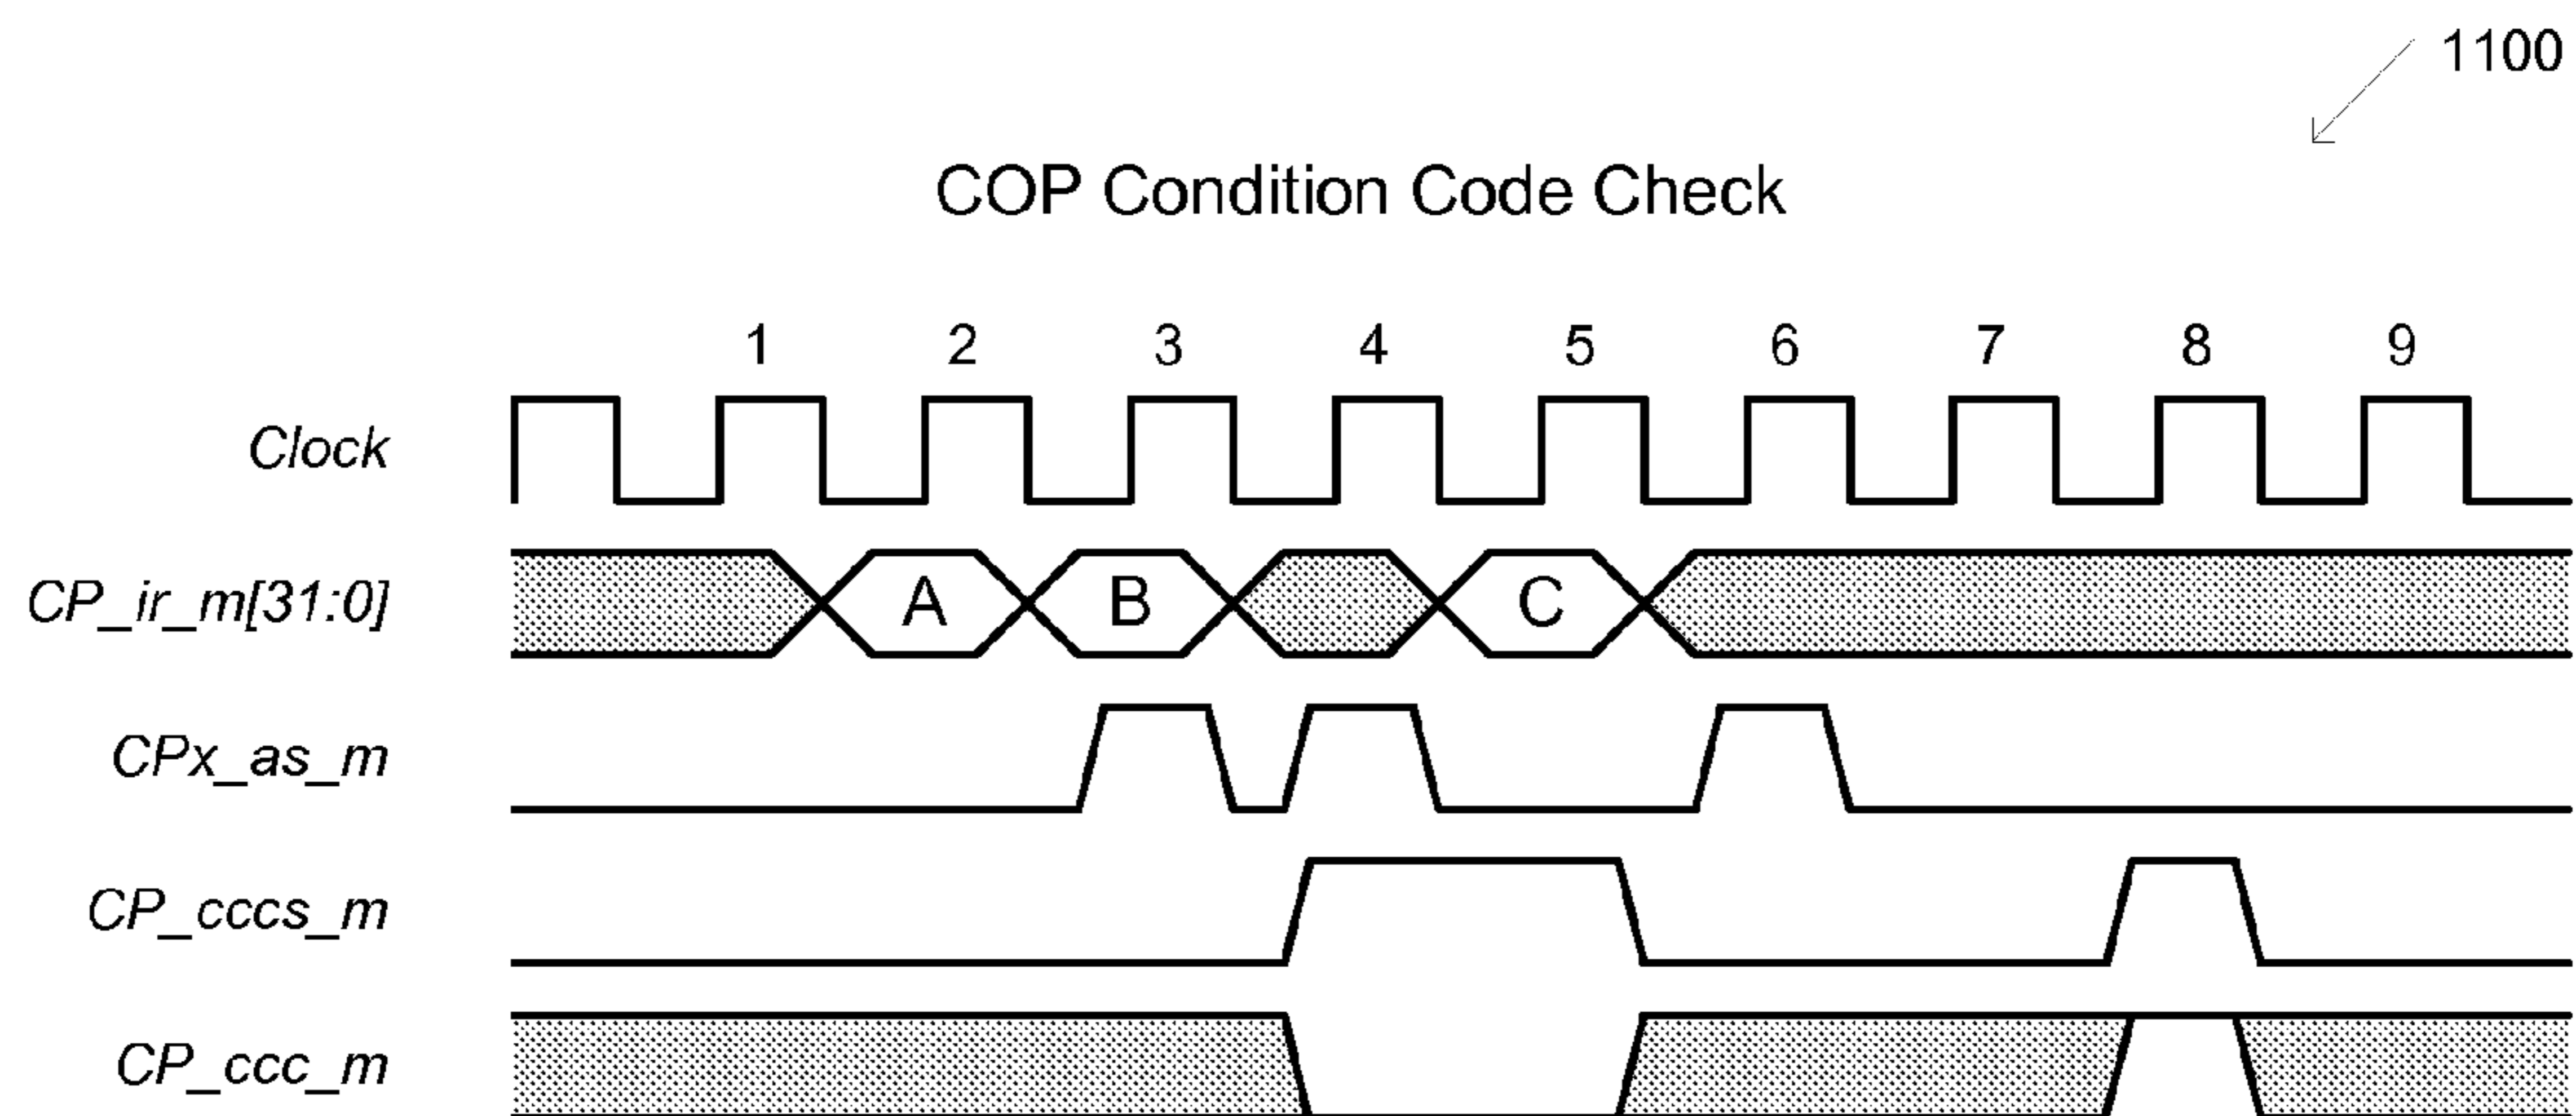 1100
COP Condition Code Check
1 2 3 4 5 6 7 8 9
Clock
CP_ir_m[31:0] A B C
CPx_as_m
CP_cccs_m
CP_ccc_m